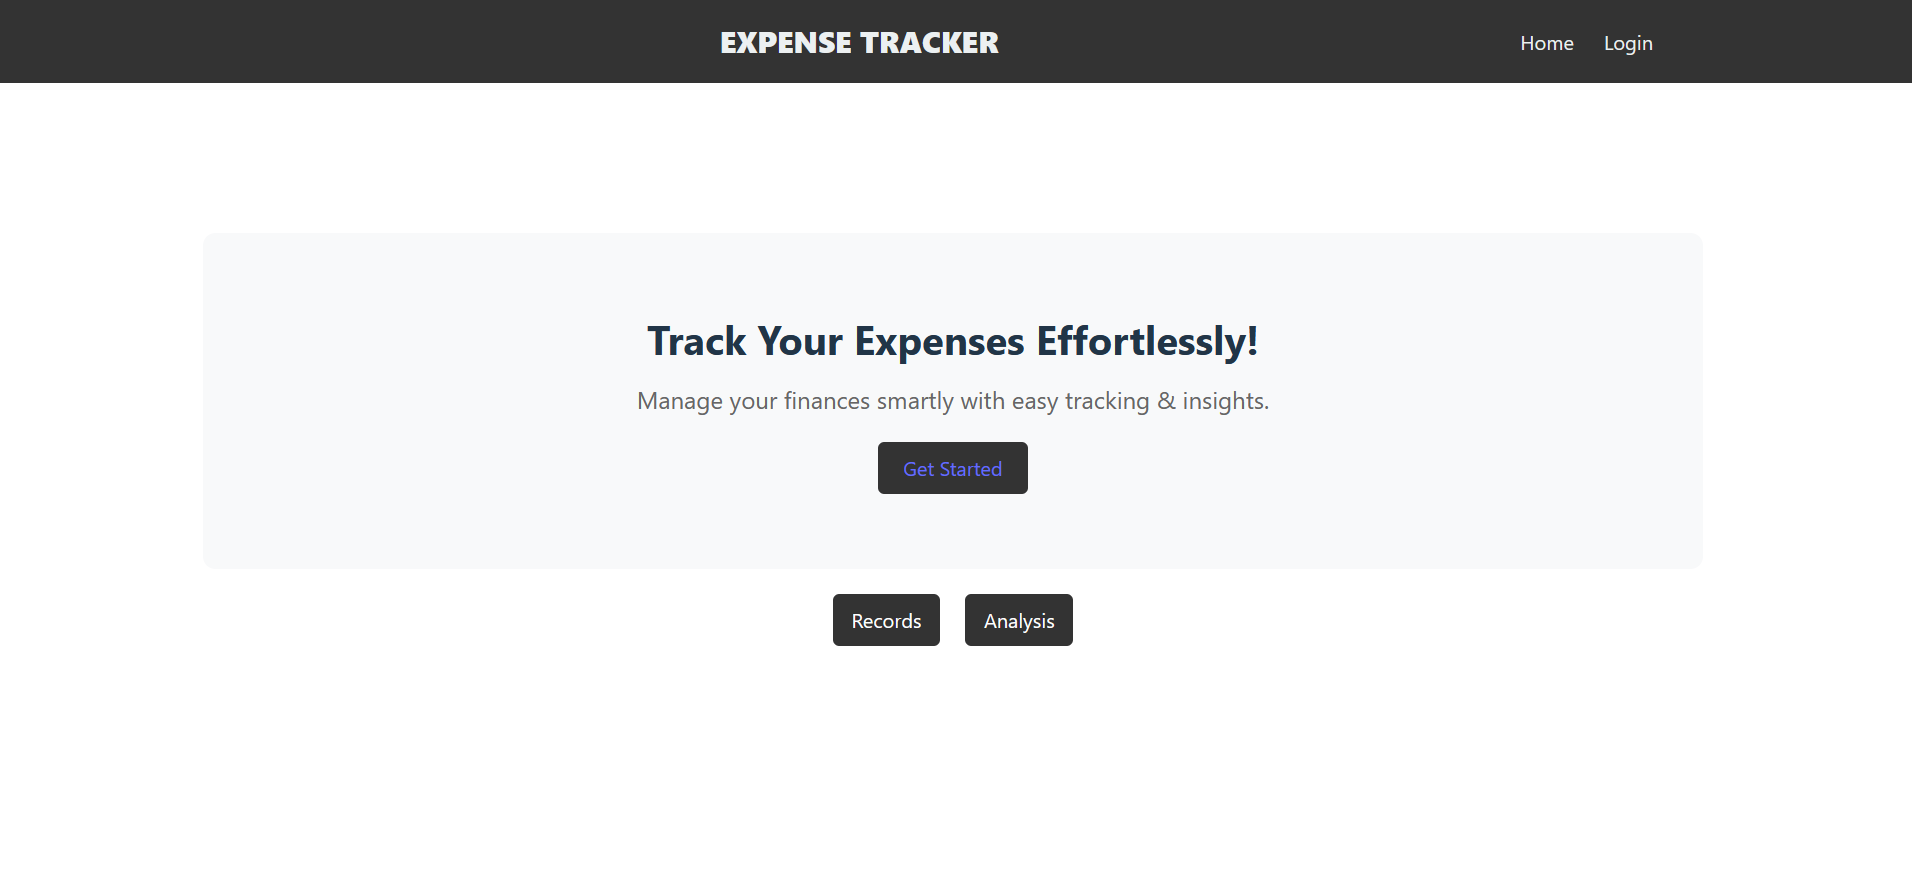 EXPENSE TRACKER
Home Login
Track Your Expenses Effortlessly!
Manage your finances smartly with easy tracking & insights.
Get Started
Records Analysis